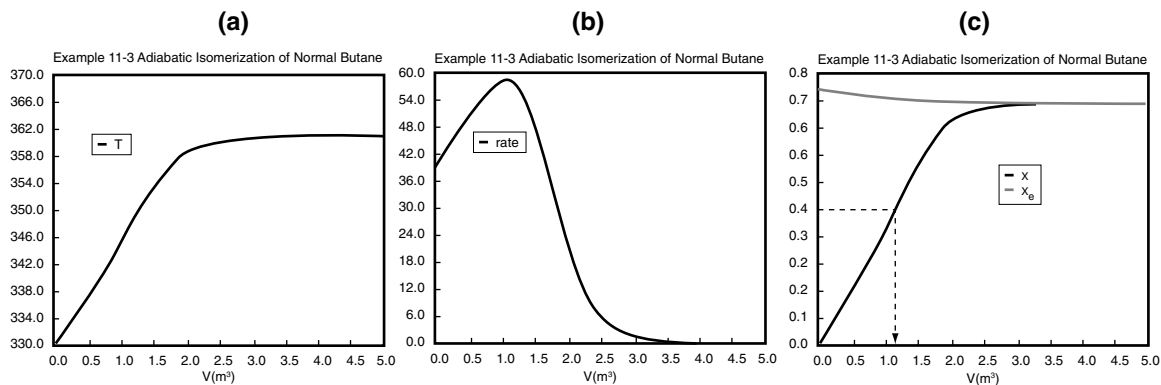 (a)
Example 11-3 Adiabatic Isomerization of Normal Butane
370.0
366.0
362.0
358.0
354.0
350.0
346.0
342.0
338.0
334.0
330.0
T
0.0 0.5 1.0 1.5 2.0 2.5 3.0 3.5 4.0 4.5 5.0
V(m³)
(b)
Example 11-3 Adiabatic Isomerization of Normal Butane
60.0
54.0
48.0
42.0
36.0
30.0
24.0
18.0
12.0
6.0
0.0
rate
0.0 0.5 1.0 1.5 2.0 2.5 3.0 3.5 4.0 4.5 5.0
V(m³)
(c)
Example 11-3 Adiabatic Isomerization of Normal Butane
0.8
0.7
0.6
0.5
0.5
0.4
0.3
0.2
0.2
0.1
0.0
X
Xe
0.0 0.5 1.0 1.5 2.0 2.5 3.0 3.5 4.0 4.5 5.0
V(m³)